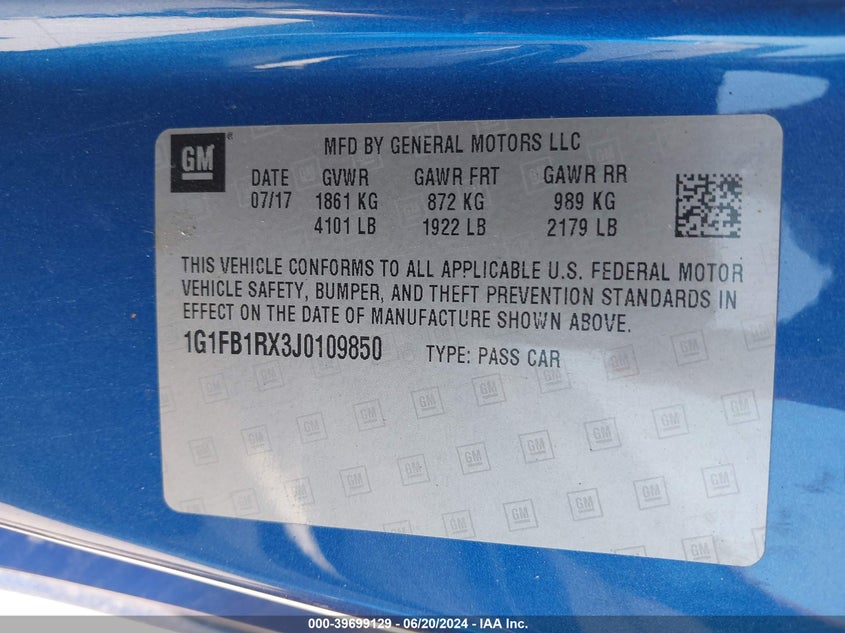 GM
MFD BY GENERAL MOTORS LLC
DATE GVWR GAWR FRT GAWR RR
07/17 1861 KG 872 KG 989 KG
4101 LB 1922 LB 2179 LB
THIS VEHICLE CONFORMS TO ALL APPLICABLE U.S. FEDERAL MOTOR
VEHICLE SAFETY, BUMPER, AND THEFT PREVENTION STANDARDS IN
EFFECT ON THE DATE OF MANUFACTURE SHOWN ABOVE.
1G1FB1RX3J0109850 TYPE: PASS CAR
000-39699129 - 06/20/2024 - IAA Inc.